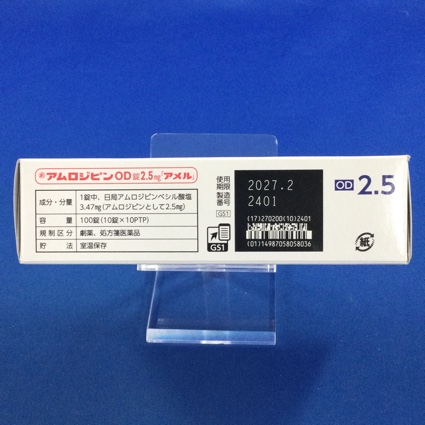 アムロジピンOD錠2.5mg「アメル」
成分・分量 1錠中、日局アムロジピンベシル酸塩
3.47mg(アムロジピンとして2.5mg)
容量 100錠(10錠×10PTP)
規制区分 劇薬、処方箋医薬品
貯法 室温保存
使用
期限
製造
番号
GS1
GS1
2027.2
2401
(17)270200(10)2401
(01)14987058058036
OD 2.5
紙